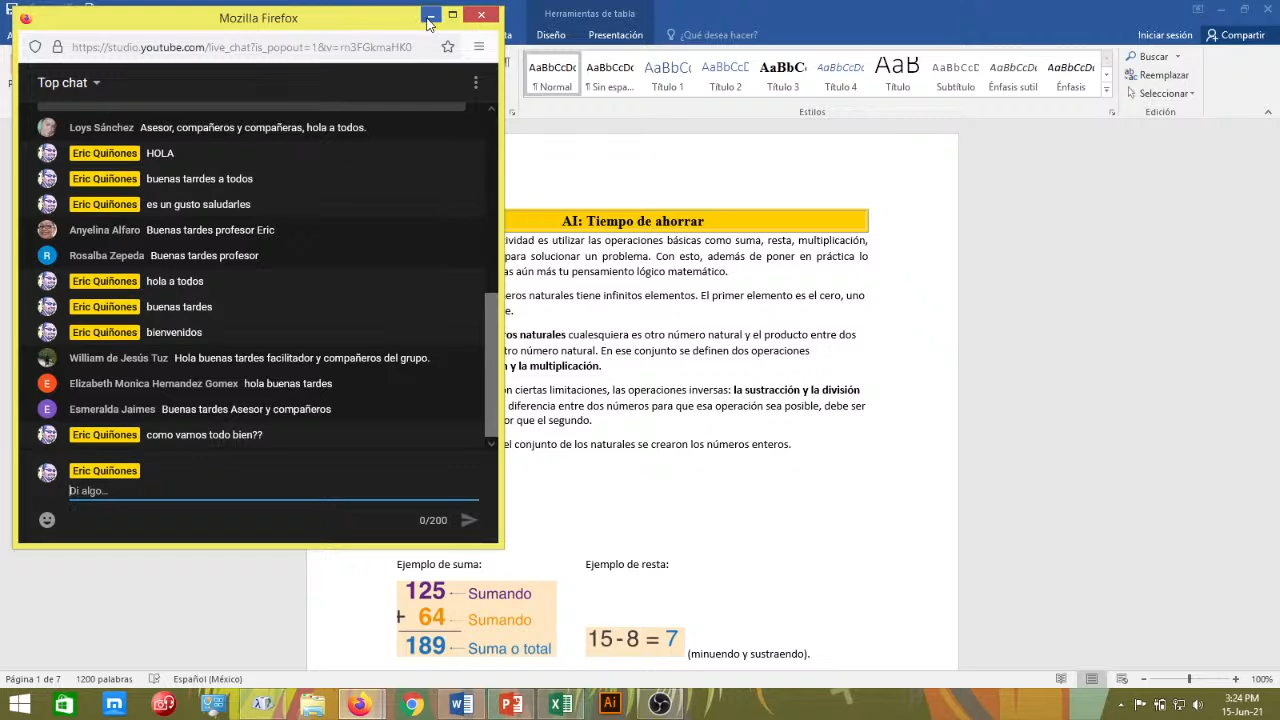 Mozilla Firefox
https://studio.youtube.com/live_chat?is_popout=1&v=rn3FGkmaHK0
Top chat
Loys Sánchez Asesor, compañeros y compañeras, hola a todos.
Eric Quiñones HOLA
Eric Quiñones buenas tarrdes a todos
Eric Quiñones es un gusto saludarles
Anyelina Alfaro Buenas tardes profesor Eric
R Rosalba Zepeda Buenas tardes profesor
Eric Quiñones hola a todos
Eric Quiñones buenas tardes
Eric Quiñones bienvenidos
William de Jesús Tuz Hola buenas tardes facilitador y compañeros del grupo.
E Elizabeth Monica Hernandez Gomex hola buenas tardes
E Esmeralda Jaimes Buenas tardes Asesor y compañeros
Eric Quiñones como vamos todo bien??
Eric Quiñones
Di algo...
0/200
Herramientas de tabla
Diseño Presentación ¿Qué desea hacer? Iniciar sesión Compartir
AaBbCcDc AaBbCcDc AaBbCc AaBbCcD AaBbC AaBbCcDc AaB AaBbCcD AaBbCcDc AaBbCcDc
¶ Normal ¶ Sin espa... Título 1 Título 2 Título 3 Título 4 Título Subtítulo Énfasis sutil Énfasis
Estilos
Buscar
Reemplazar
Seleccionar
Edición
AI: Tiempo de ahorrar
tividad es utilizar las operaciones básicas como suma, resta, multiplicación,
para solucionar un problema. Con esto, además de poner en práctica lo
as aún más tu pensamiento lógico matemático.
eros naturales tiene infinitos elementos. El primer elemento es el cero, uno
e.
ros naturales cualesquiera es otro número natural y el producto entre dos
tro número natural. En ese conjunto se definen dos operaciones
n y la multiplicación.
on ciertas limitaciones, las operaciones inversas: la sustracción y la división
diferencia entre dos números para que esa operación sea posible, debe ser
or que el segundo.
el conjunto de los naturales se crearon los números enteros.
Ejemplo de suma: Ejemplo de resta:
125 Sumando
+ 64 Sumando
189 Suma o total
15 - 8 = 7 (minuendo y sustraendo).
Página 1 de 7 1200 palabras Español (México) 100%
3:24 PM
15-Jun-21